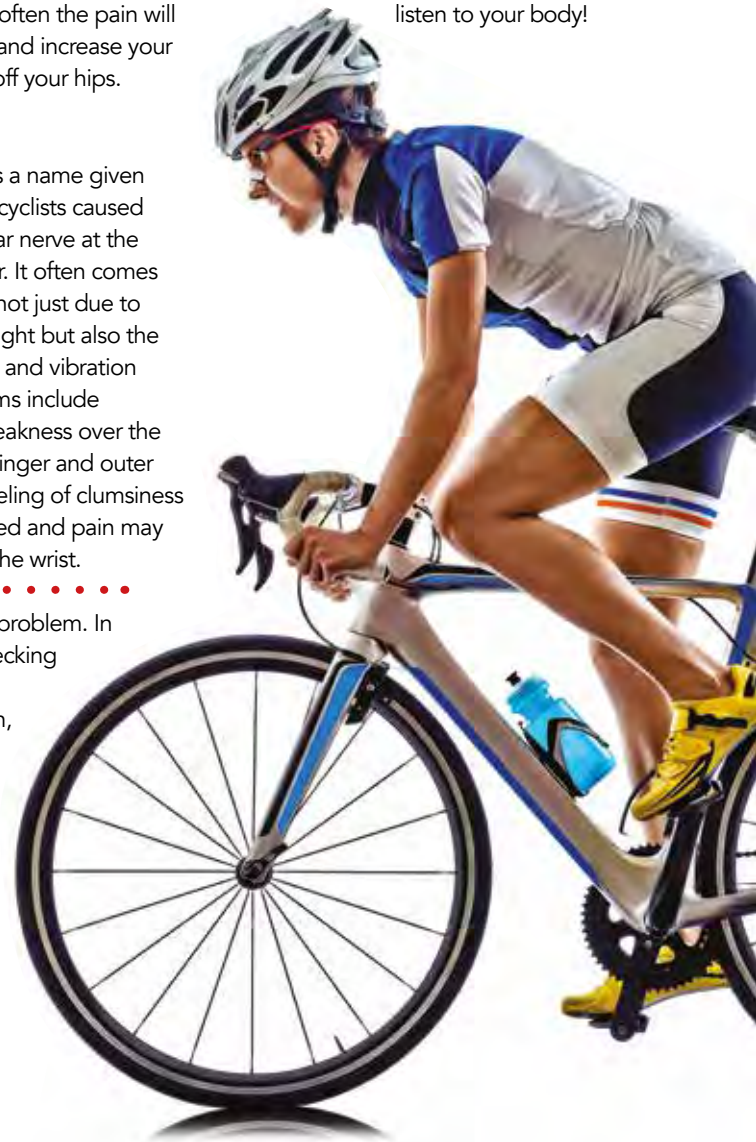 often the pain will
and increase your
off your hips.
s a name given
cyclists caused
ar nerve at the
r. It often comes
not just due to
ght but also the
and vibration
ms include
eakness over the
inger and outer
eling of clumsiness
ed and pain may
he wrist.
problem. In
ecking
n,
listen to your body!